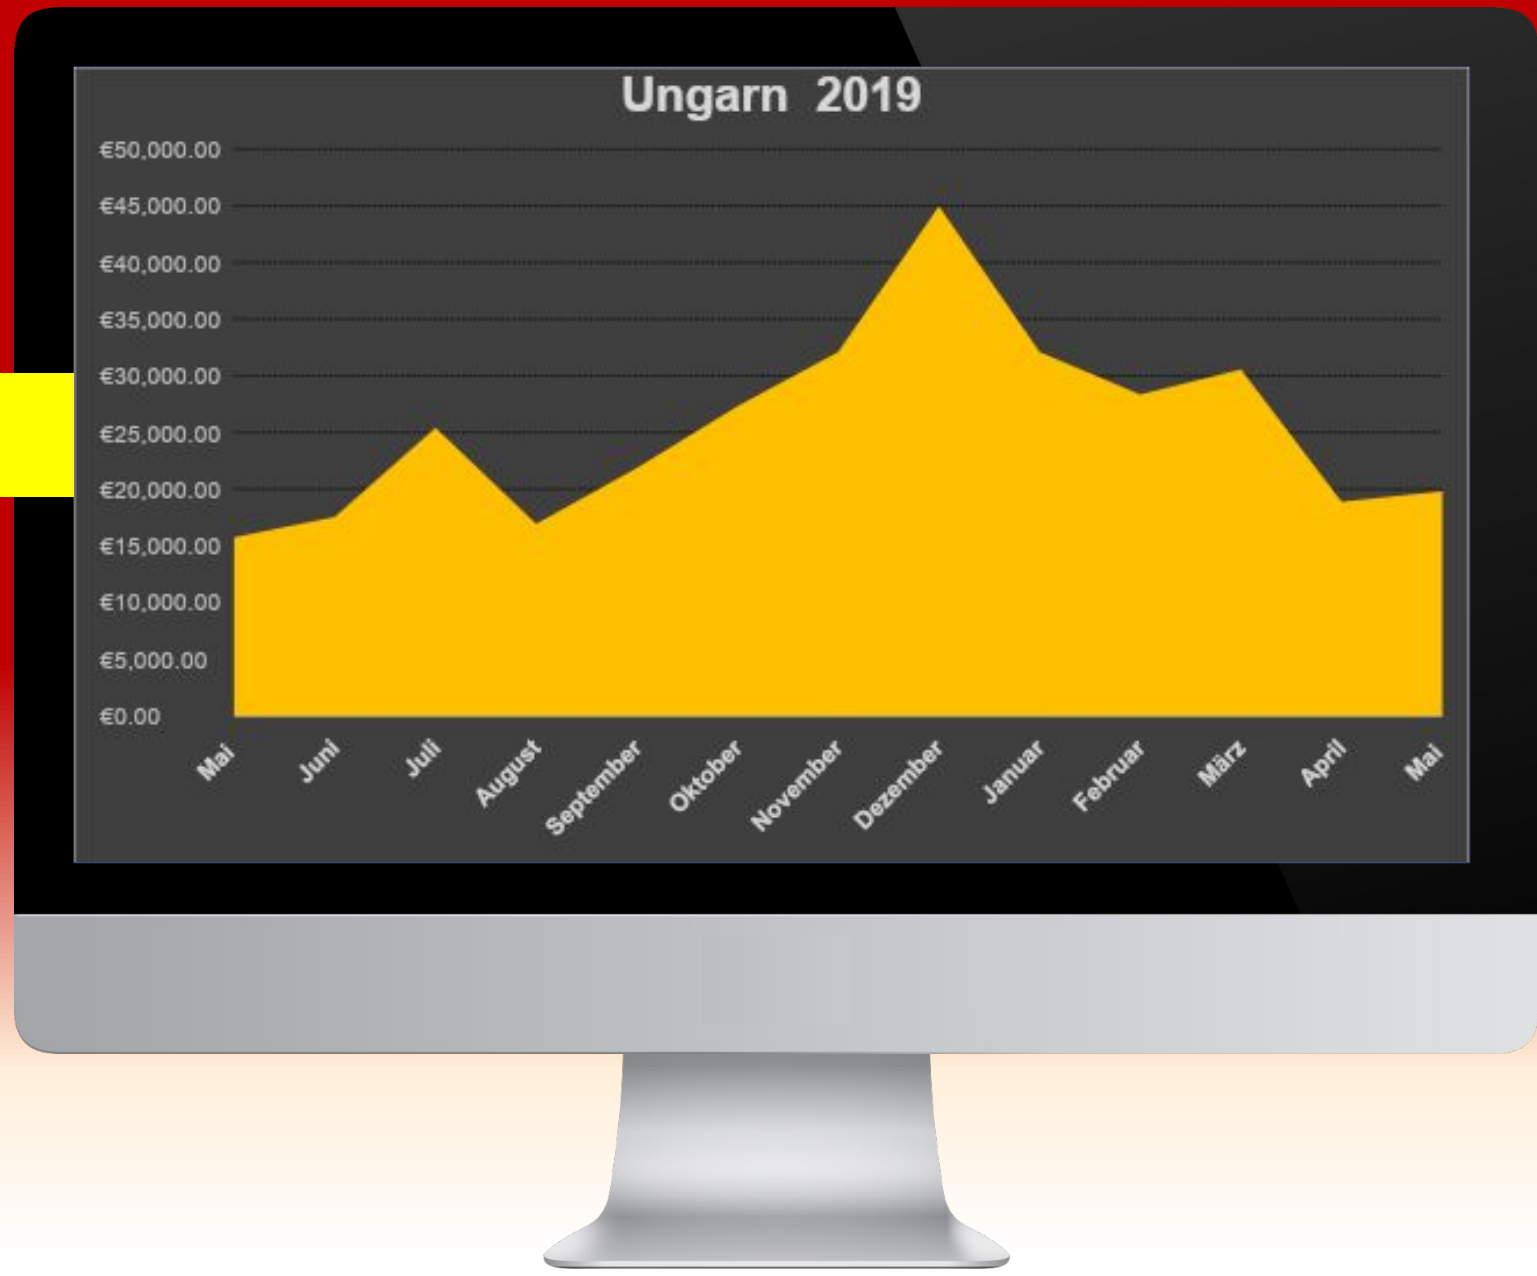 Ungarn 2019
€50,000.00
€45,000.00
€40,000.00
€35,000.00
€30,000.00
€25,000.00
€20,000.00
€15,000.00
€10,000.00
€5,000.00
€0.00
Mai
Juni
Juli
August
September
Oktober
November
Dezember
Januar
Februar
März
April
Mai